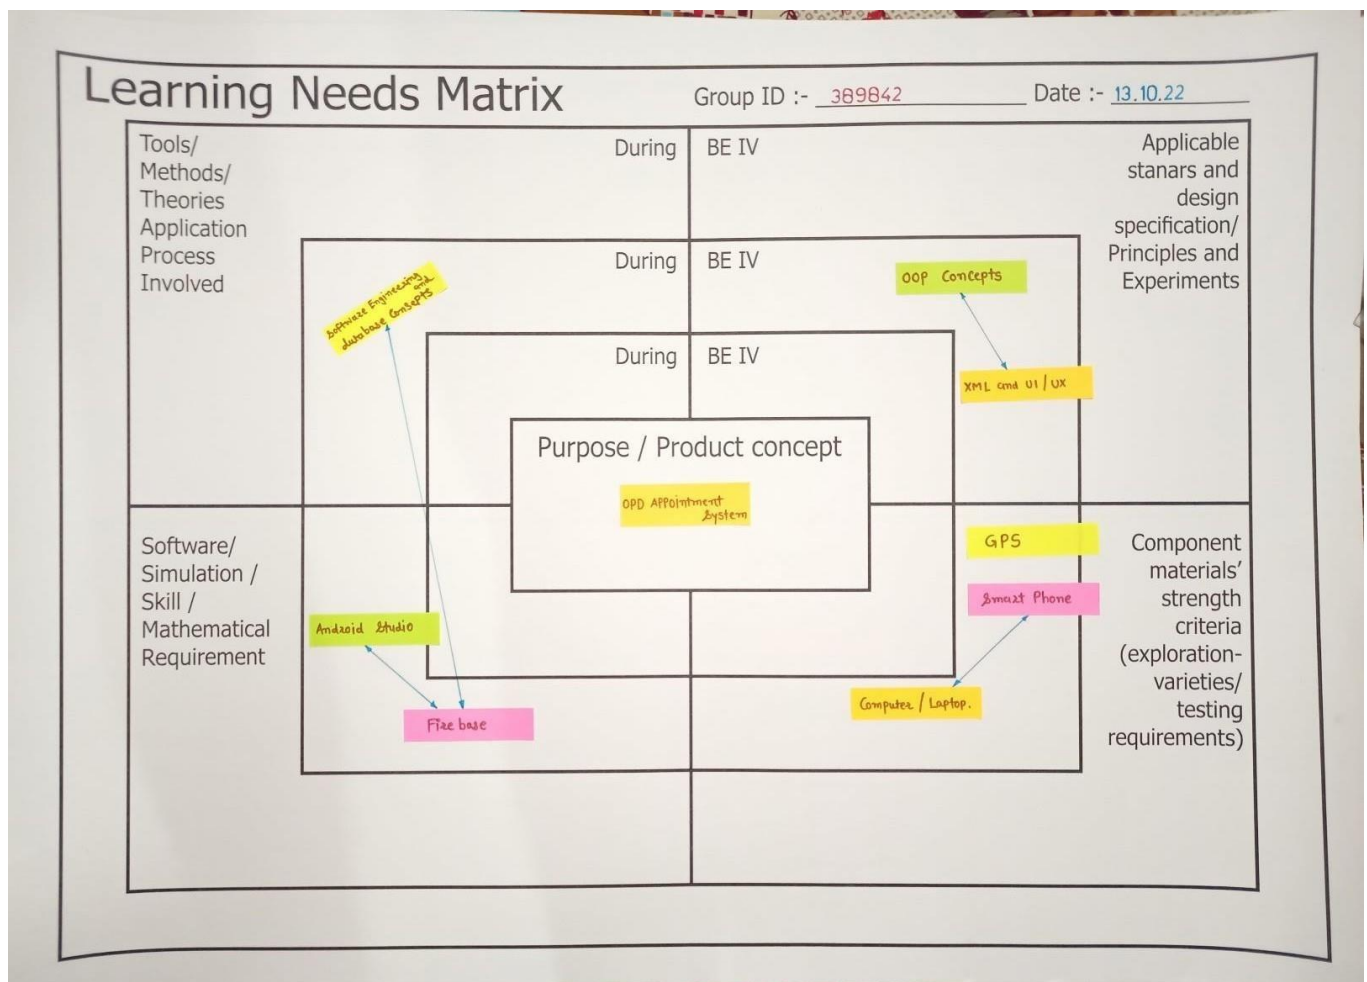 Learning Needs Matrix
Group ID :- 389842
Date :- 13.10.22
Tools/
Methods/
Theories
Application
Process
Involved
During
BE IV
Applicable
stanars and
design
specification/
Principles and
Experiments
During
BE IV
Software Engineering
and
database Consepts
OOP Concepts
During
BE IV
XML and UI / UX
Purpose / Product concept
OPD Appointment
System
Software/
Simulation /
Skill /
Mathematical
Requirement
Android Studio
Fire base
GPS
Smart Phone
Computer / Laptop.
Component
materials'
strength
criteria
(exploration-
varieties/
testing
requirements)